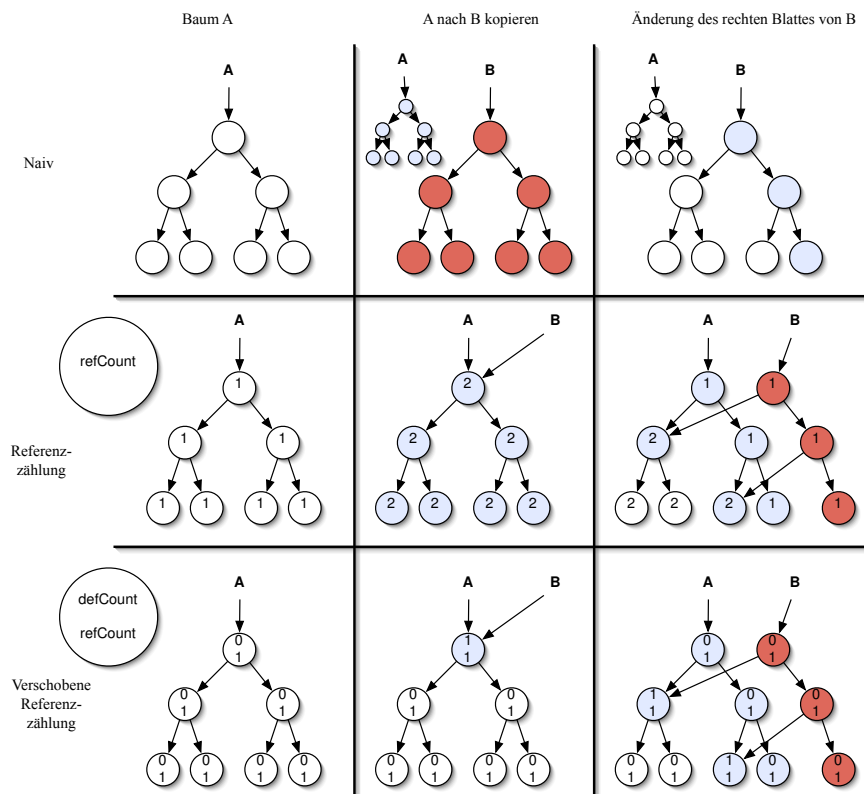 Baum A
A nach B kopieren
Änderung des rechten Blattes von B
Naiv
A
A
B
A
B
Referenz-
zählung
refCount
A
1
1 1
1 1 1 1
A B
2
2 2
2 2 2 2
A B
1 1
2 1 1
2 2 2 1 1
Verschobene
Referenz-
zählung
defCount
refCount
A
0
1
0 0
1 1
0 0 0 0
1 1 1 1
A B
1
1
0 0
1 1
0 0 0 0
1 1 1 1
A B
0 0
1 1
1 0 0
1 1 1
0 0 1 0 0
1 1 1 1 1